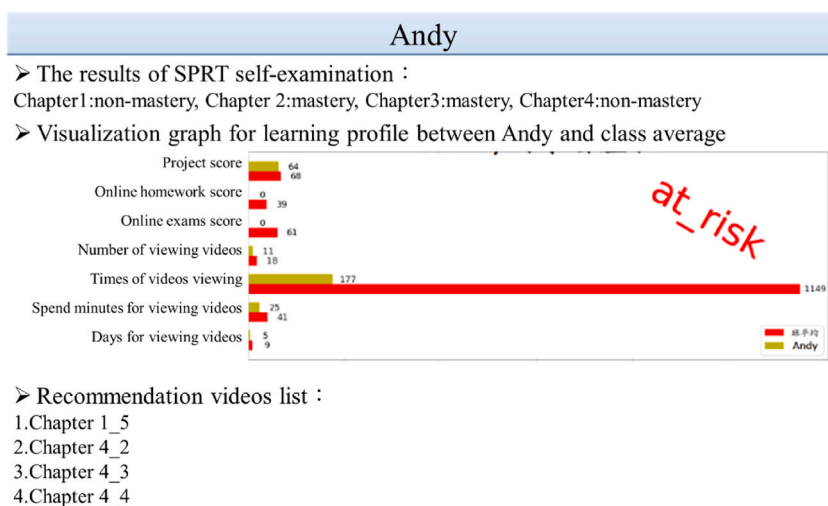 Andy
➤ The results of SPRT self-examination：
Chapter1:non-mastery, Chapter 2:mastery, Chapter3:mastery, Chapter4:non-mastery
➤ Visualization graph for learning profile between Andy and class average
Project score
64
68
Online homework score
0
39
Online exams score
0
61
Number of viewing videos
11
18
Times of videos viewing
177
1149
Spend minutes for viewing videos
25
41
Days for viewing videos
5
9
at_risk
班平均
Andy
➤ Recommendation videos list：
1.Chapter 1_5
2.Chapter 4_2
3.Chapter 4_3
4.Chapter 4_4